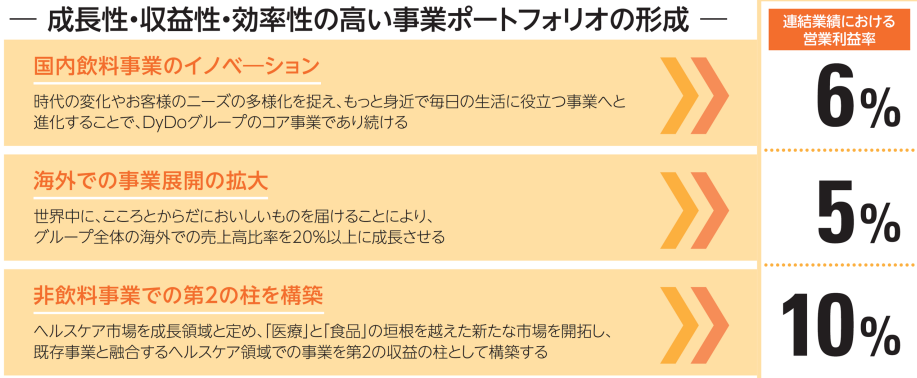 成長性・収益性・効率性の高い事業ポートフォリオの形成
連結業績における
営業利益率
国内飲料事業のイノベーション
時代の変化やお客様のニーズの多様化を捉え、もっと身近で毎日の生活に役立つ事業へと
進化することで、DyDoグループのコア事業であり続ける
6%
海外での事業展開の拡大
世界中に、こころとからだにおいしいものを届けることにより、
グループ全体の海外での売上高比率を20%以上に成長させる
5%
非飲料事業での第2の柱を構築
ヘルスケア市場を成長領域と定め、「医療」と「食品」の垣根を越えた新たな市場を開拓し、
既存事業と融合するヘルスケア領域での事業を第2の収益の柱として構築する
10%